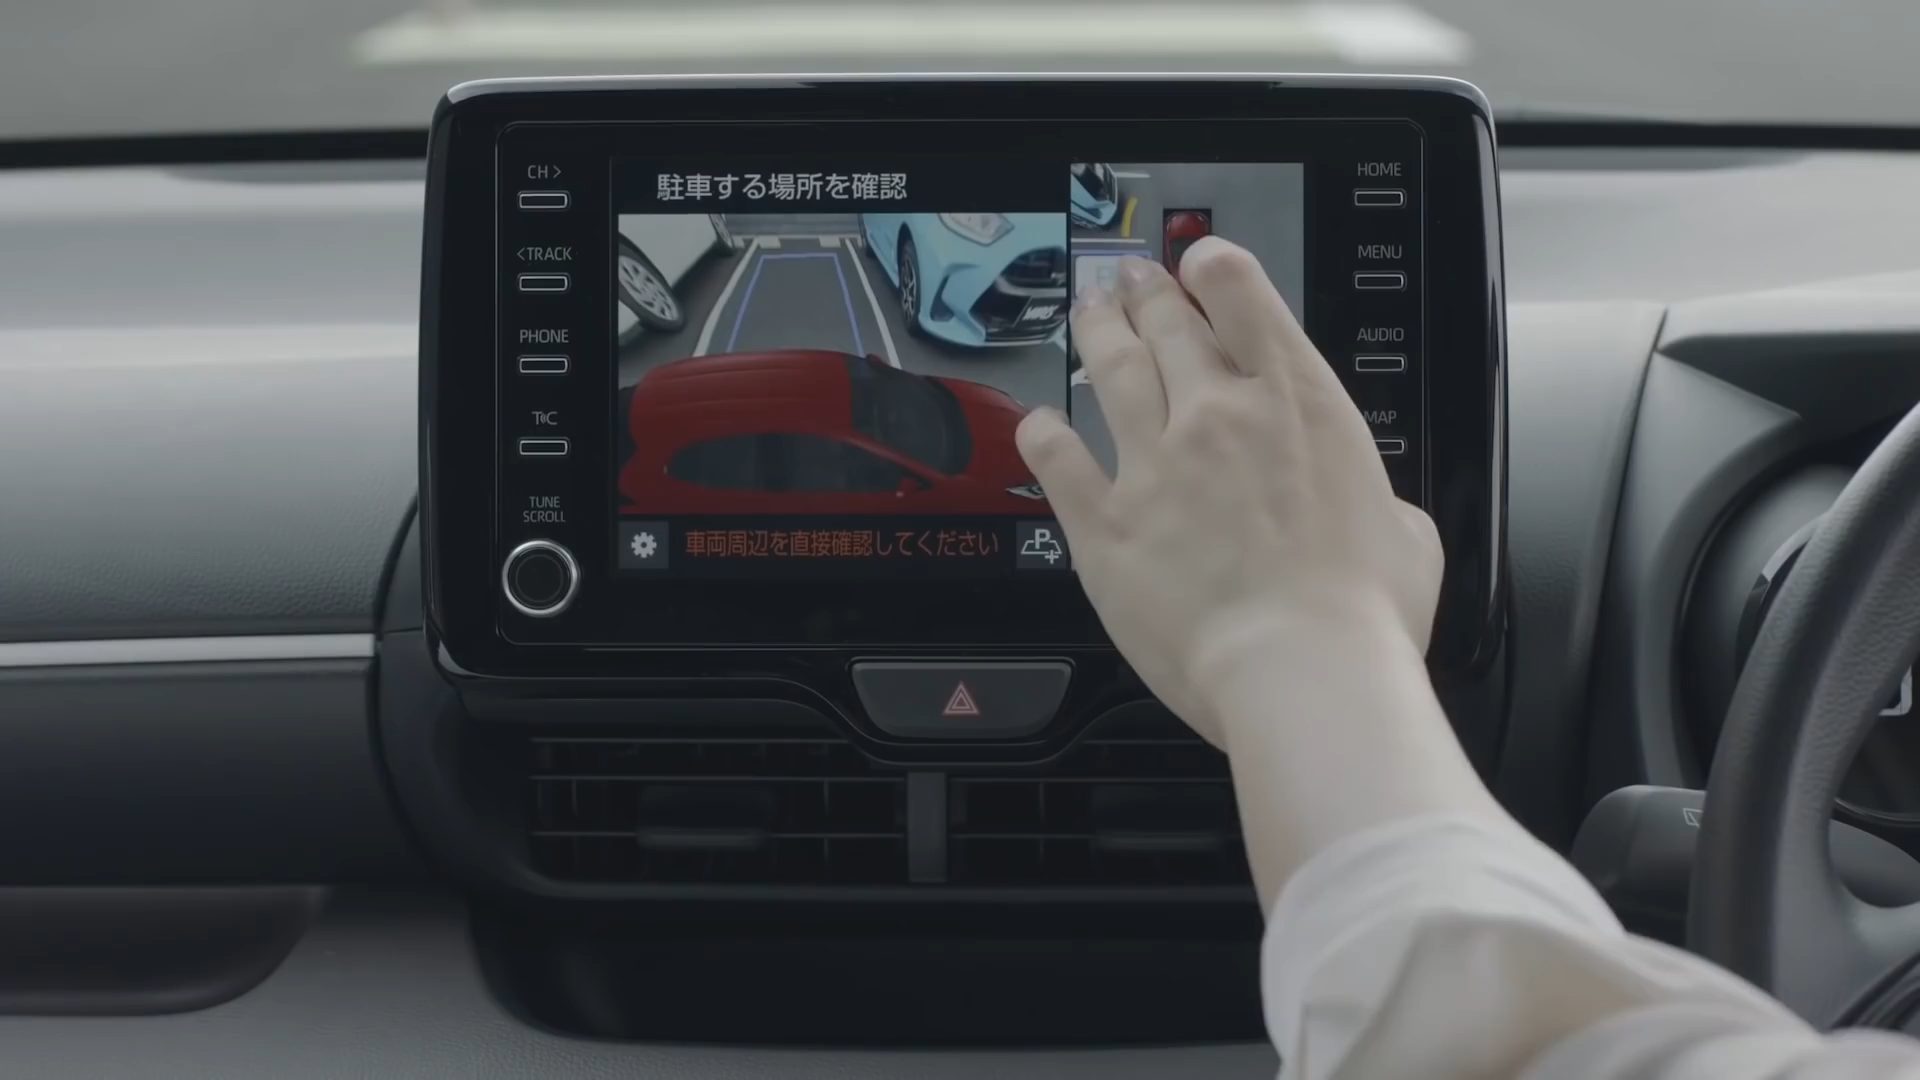 CH >
<TRACK
PHONE
T&C
TUNE
SCROLL
駐車する場所を確認
車両周辺を直接確認してください
P
HOME
MENU
AUDIO
MAP
YARIS